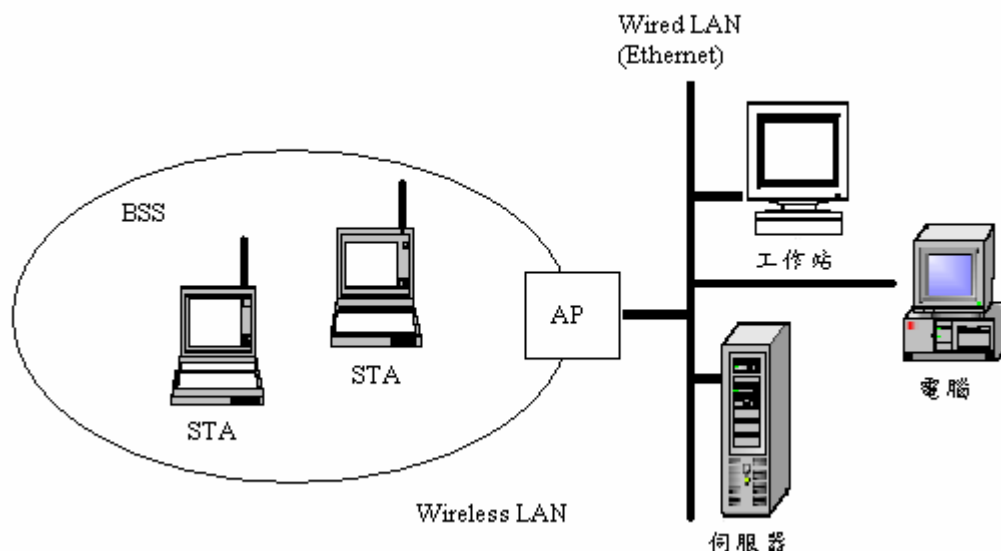 Wired LAN
(Ethernet)
BSS
工作站
AP
STA
電腦
STA
Wireless LAN
伺服器